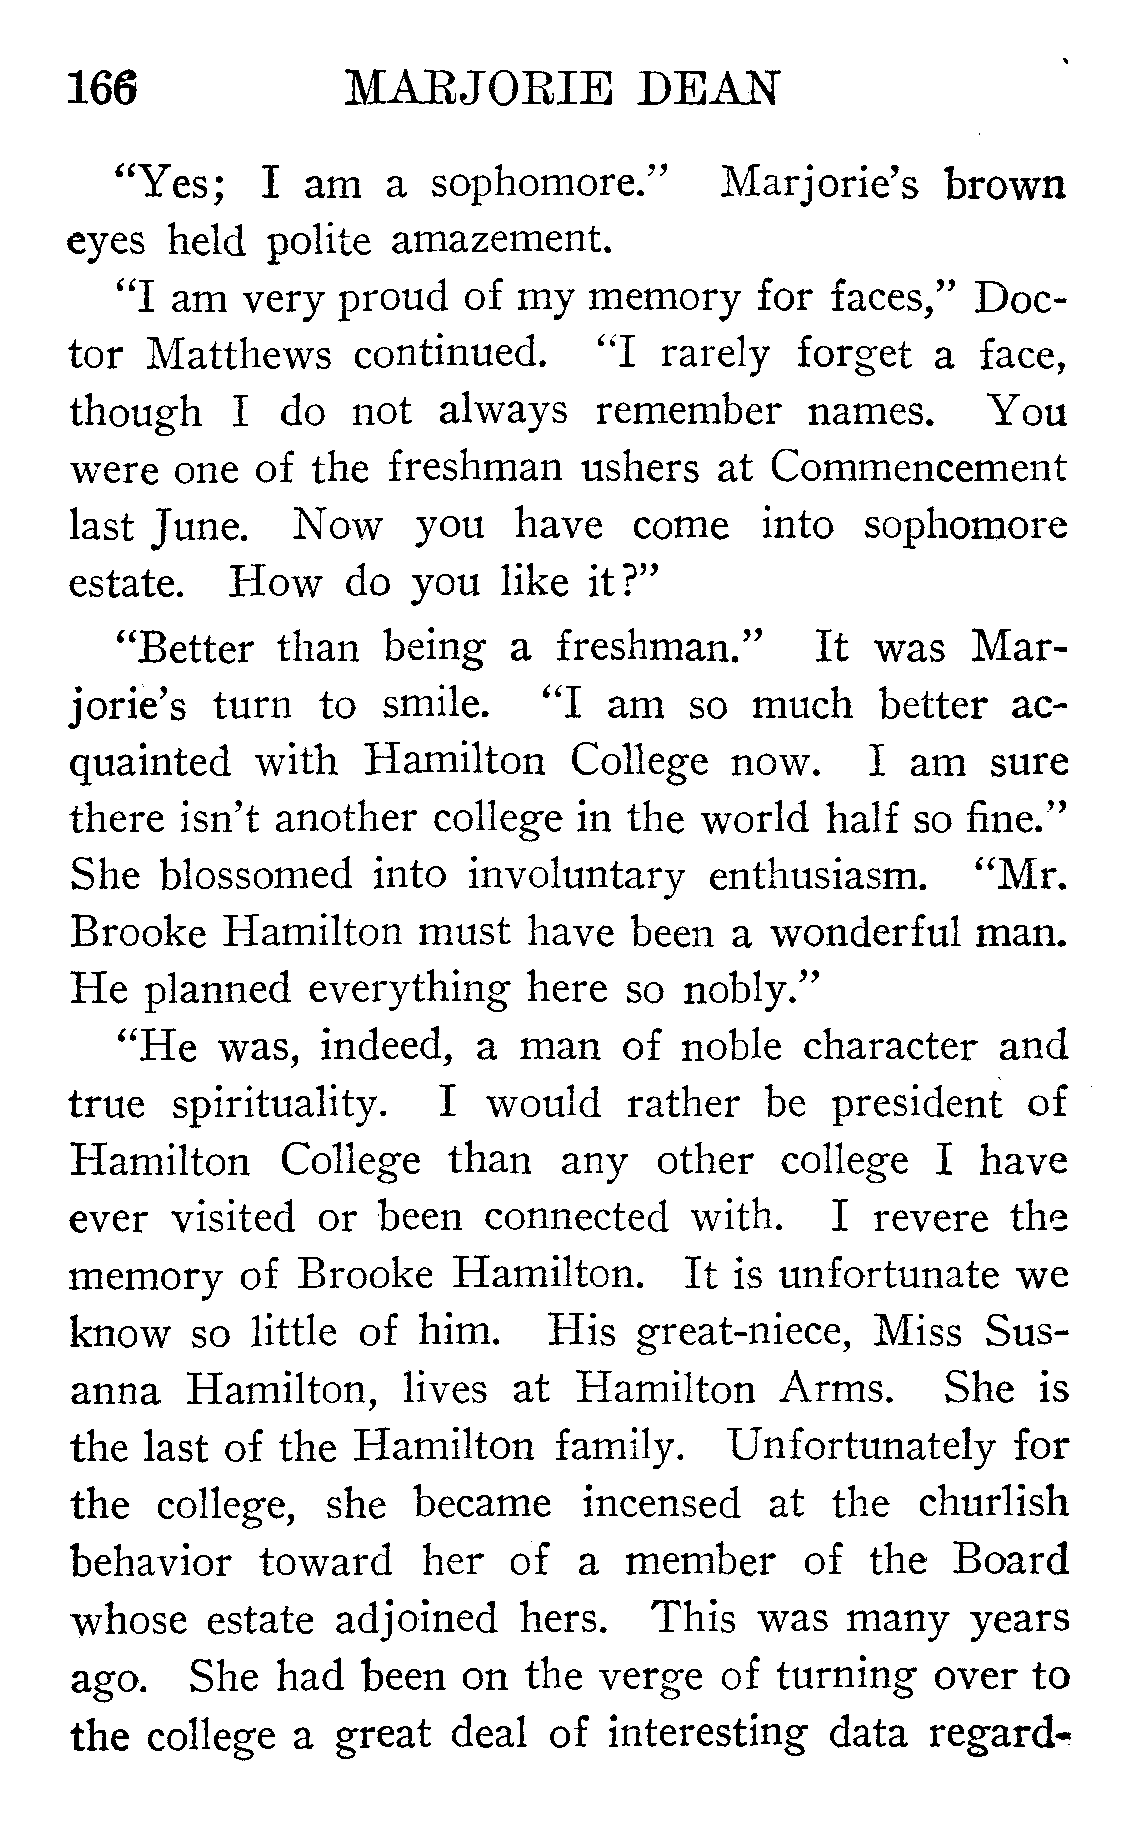 166 MARJORIE DEAN
“Yes; I am a sophomore.” Marjorie’s brown
eyes held polite amazement.
“I am very proud of my memory for faces,” Doc-
tor Matthews continued. “I rarely forget a face,
though I do not always remember names. You
were one of the freshman ushers at Commencement
last June. Now you have come into sophomore
estate. How do you like it?”
“Better than being a freshman.” It was Mar-
jorie’s turn to smile. “I am so much better ac-
quainted with Hamilton College now. I am sure
there isn’t another college in the world half so fine.”
She blossomed into involuntary enthusiasm. “Mr.
Brooke Hamilton must have been a wonderful man.
He planned everything here so nobly.”
“He was, indeed, a man of noble character and
true spirituality. I would rather be president of
Hamilton College than any other college I have
ever visited or been connected with. I revere the
memory of Brooke Hamilton. It is unfortunate we
know so little of him. His great-niece, Miss Sus-
anna Hamilton, lives at Hamilton Arms. She is
the last of the Hamilton family. Unfortunately for
the college, she became incensed at the churlish
behavior toward her of a member of the Board
whose estate adjoined hers. This was many years
ago. She had been on the verge of turning over to
the college a great deal of interesting data regard-